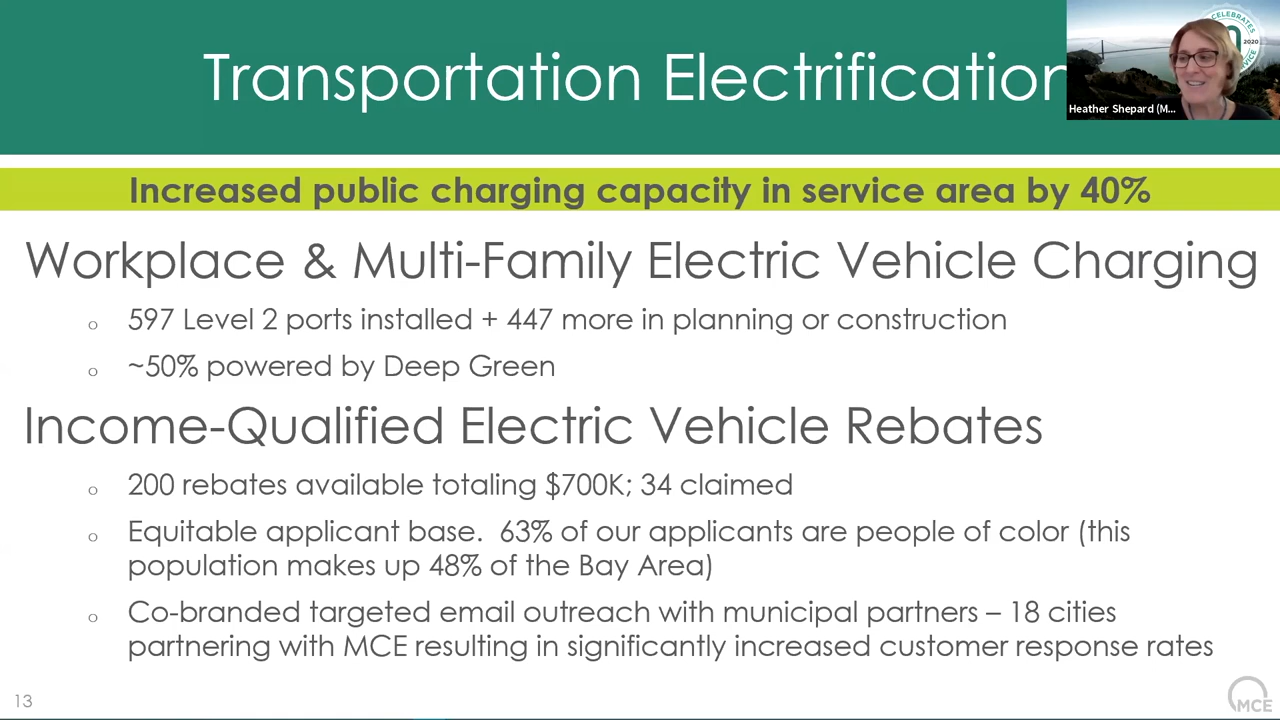 Transportation Electrification
CELEBRATES
2020
Heather Shepard (M...
Increased public charging capacity in service area by 40%
Workplace & Multi-Family Electric Vehicle Charging
o 597 Level 2 ports installed + 447 more in planning or construction
o ~50% powered by Deep Green
Income-Qualified Electric Vehicle Rebates
o 200 rebates available totaling $700K; 34 claimed
o Equitable applicant base.  63% of our applicants are people of color (this
population makes up 48% of the Bay Area)
o Co-branded targeted email outreach with municipal partners – 18 cities
partnering with MCE resulting in significantly increased customer response rates
13
MCE